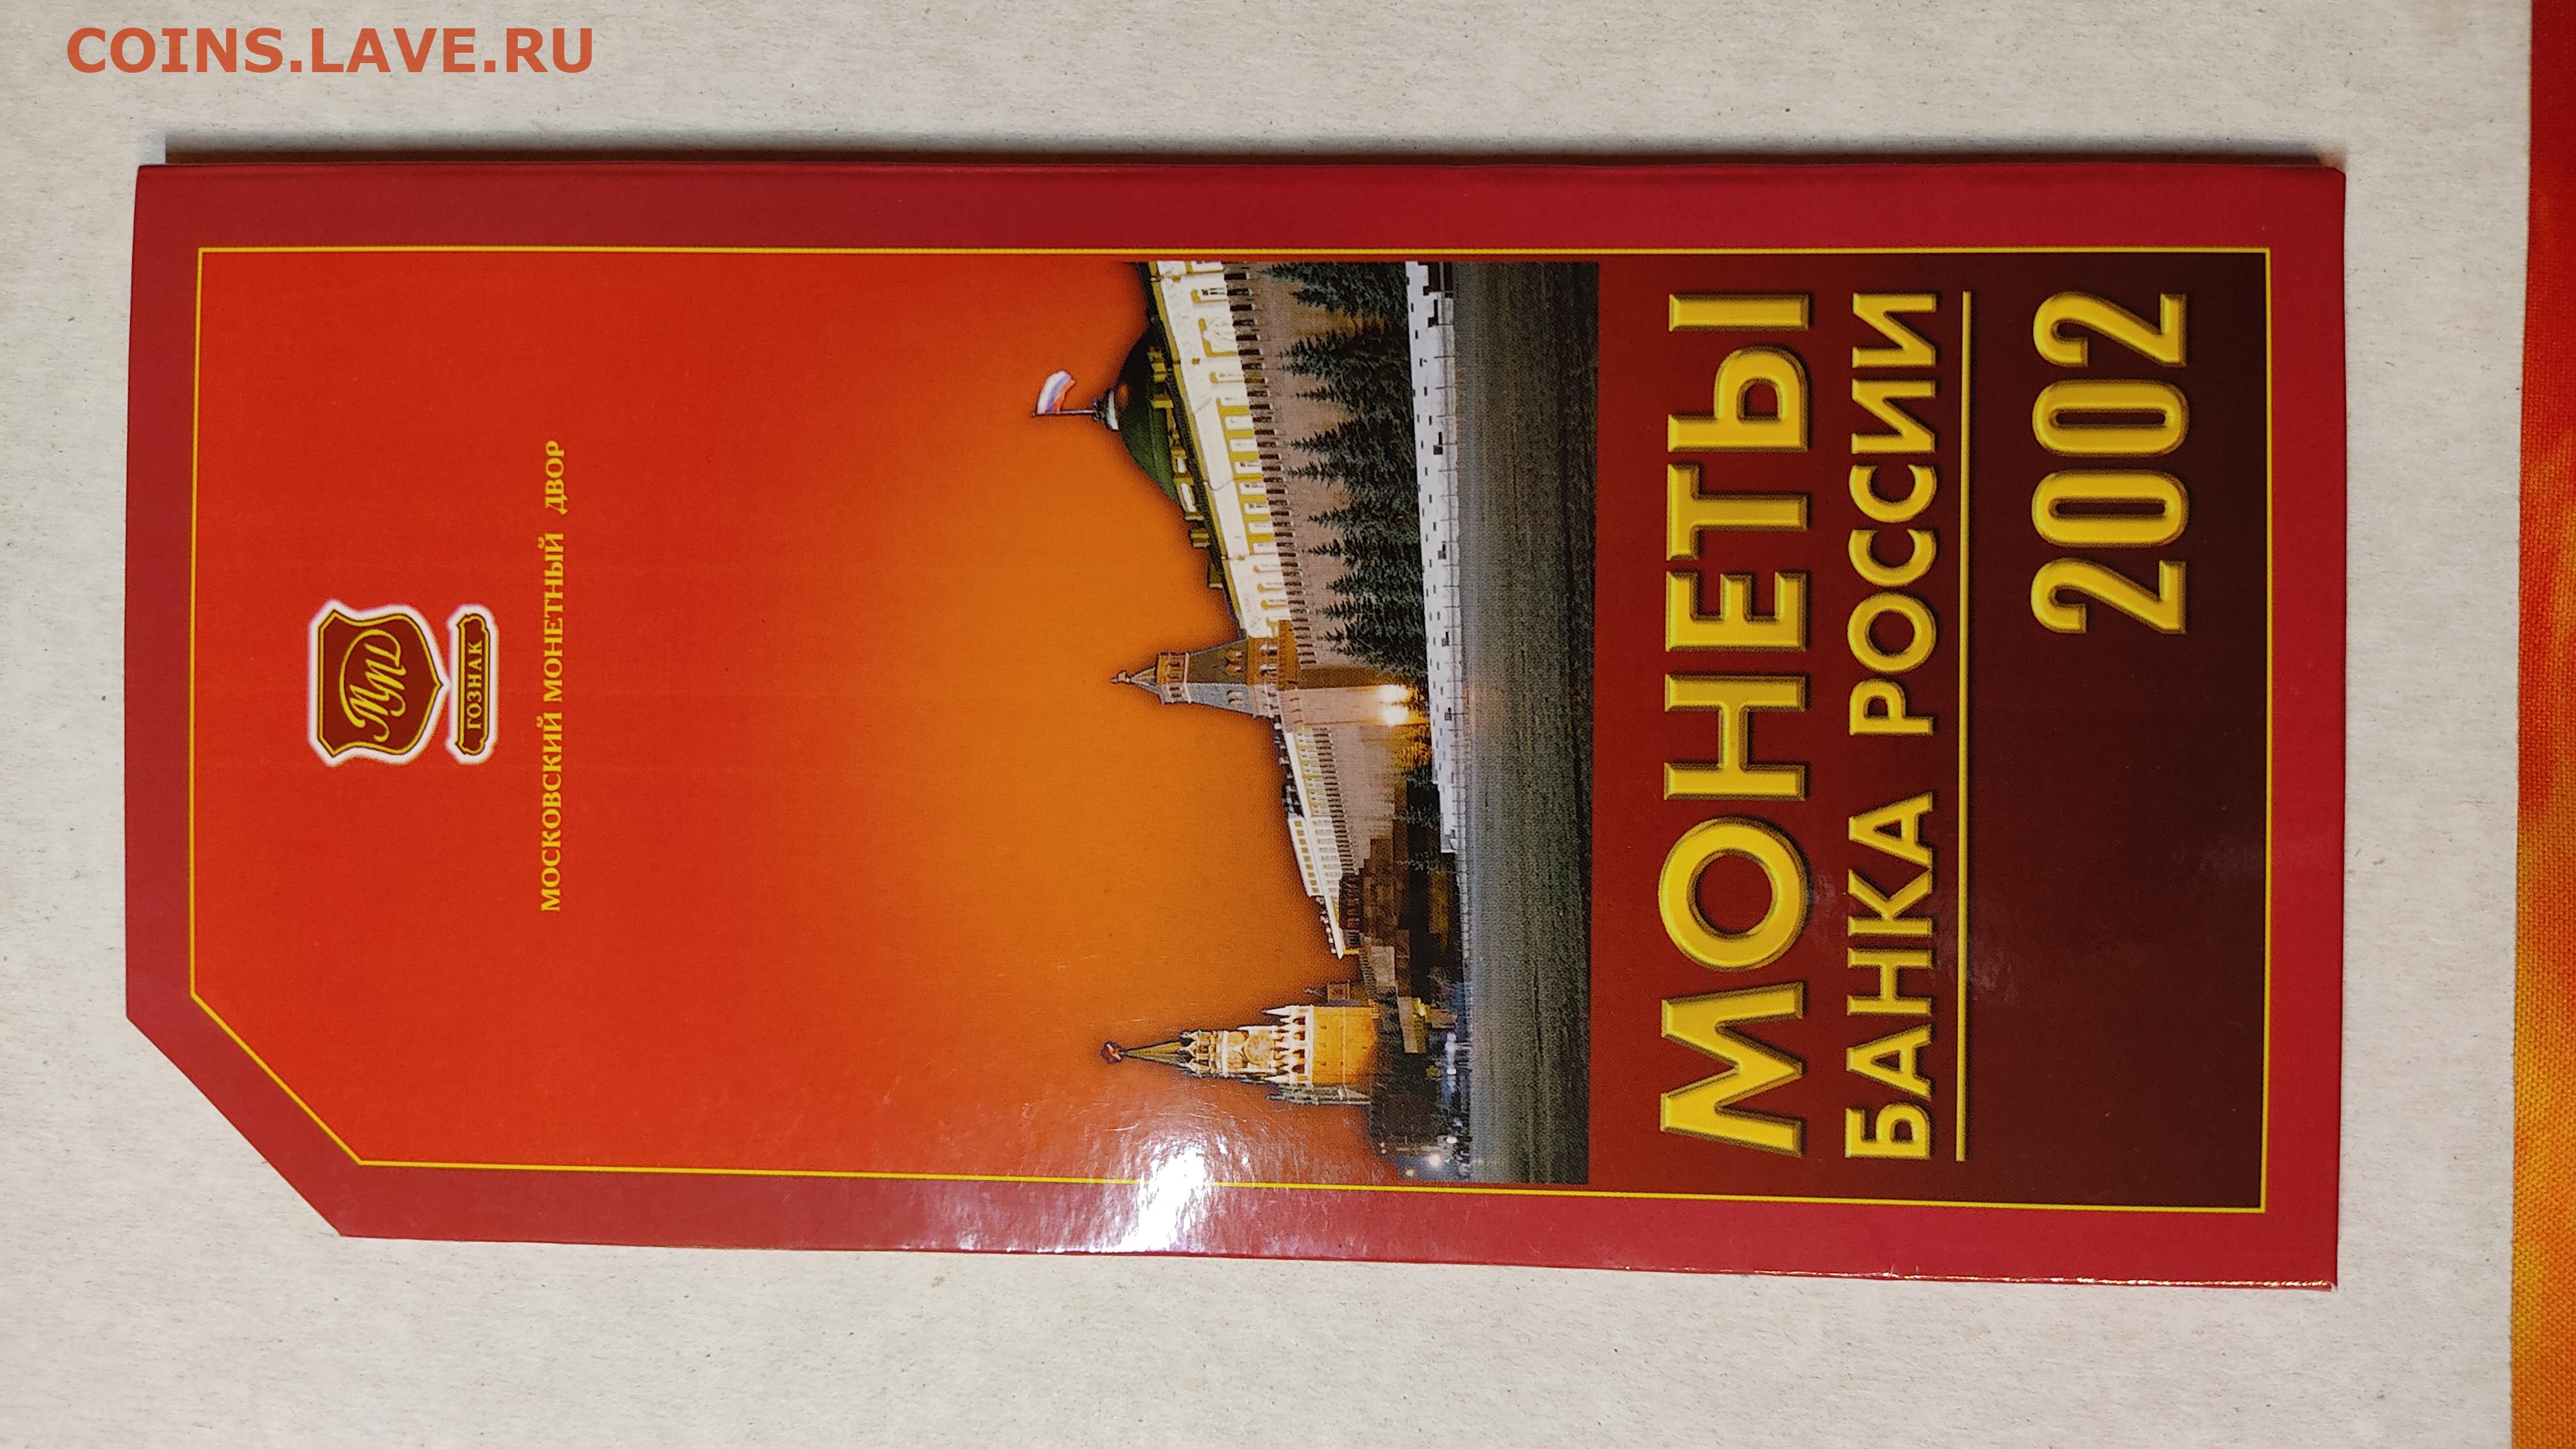 COINS.LAVE.RU
ММД
ГОЗНАК
МОСКОВСКИЙ МОНЕТНЫЙ ДВОР
МОНЕТЫ
БАНКА РОССИИ
2002